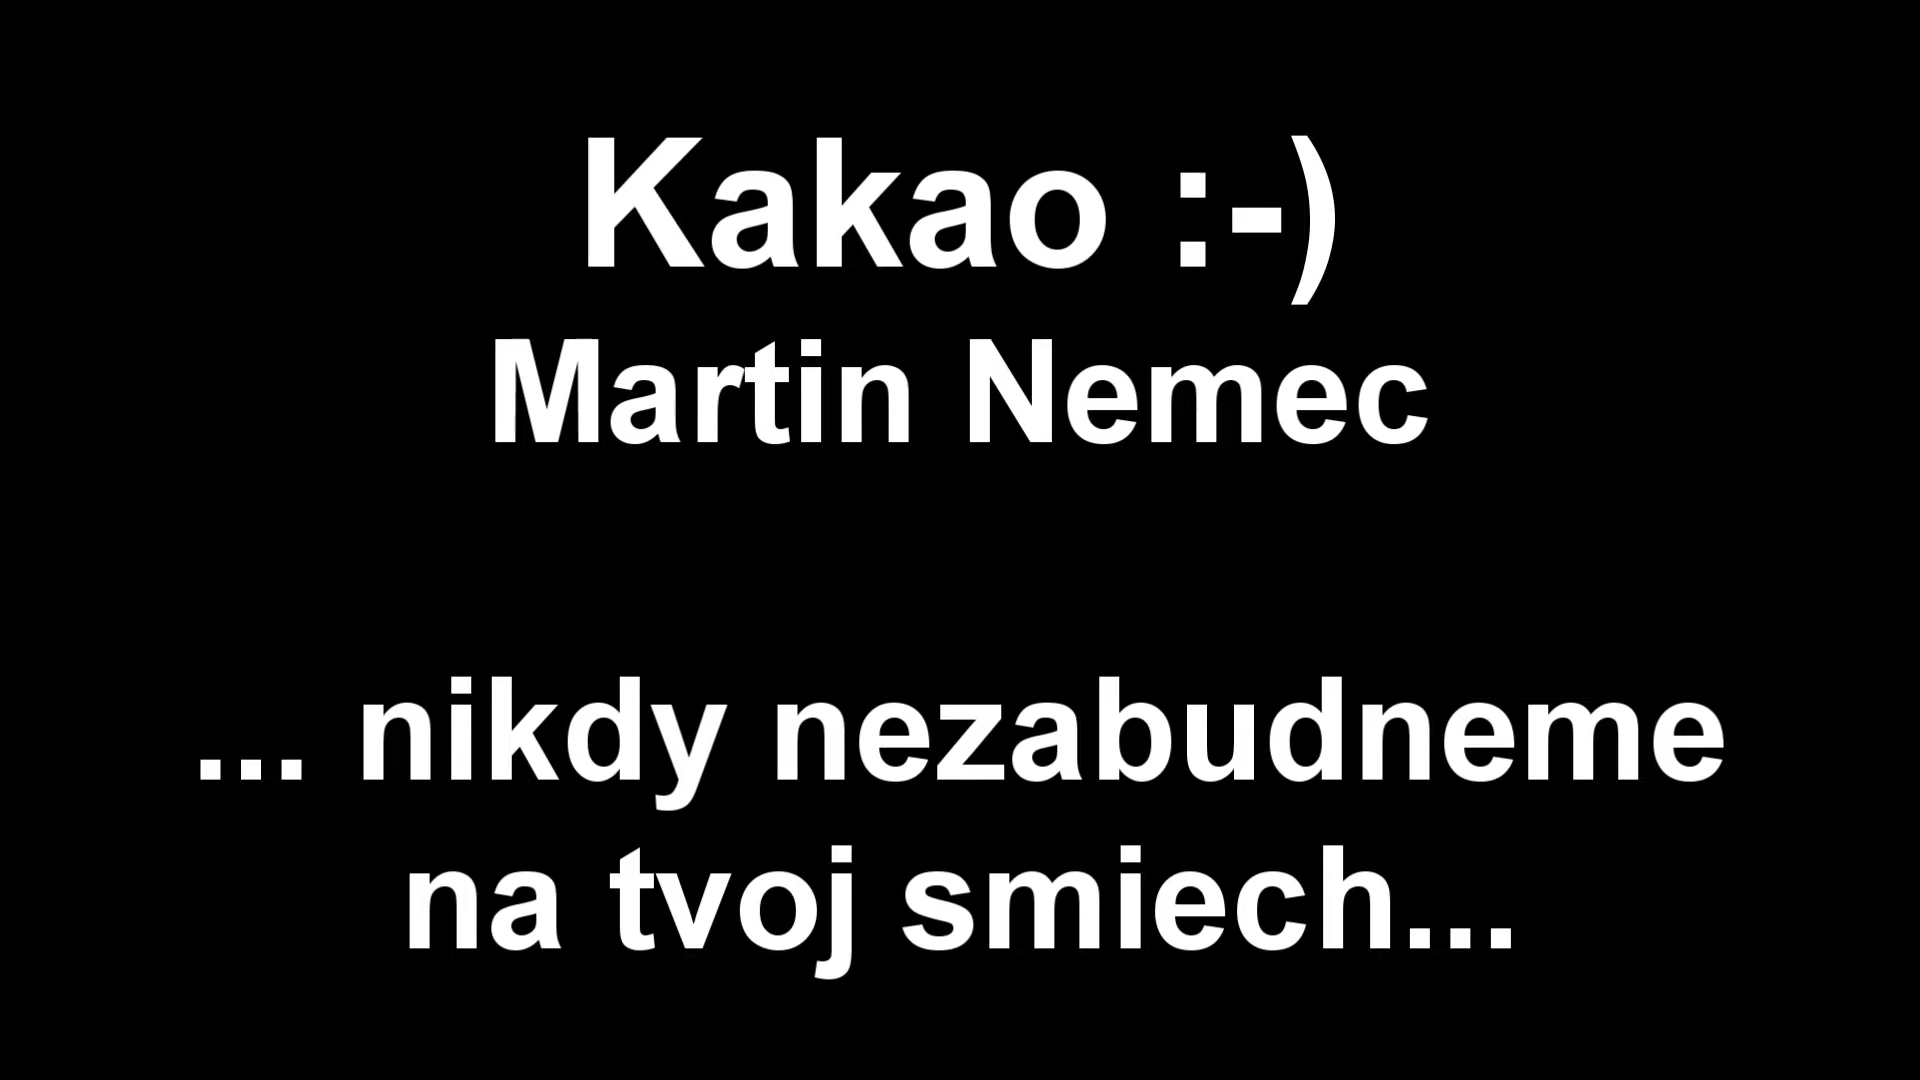 Kakao :-)
Martin Nemec
... nikdy nezabudneme
na tvoj smiech...